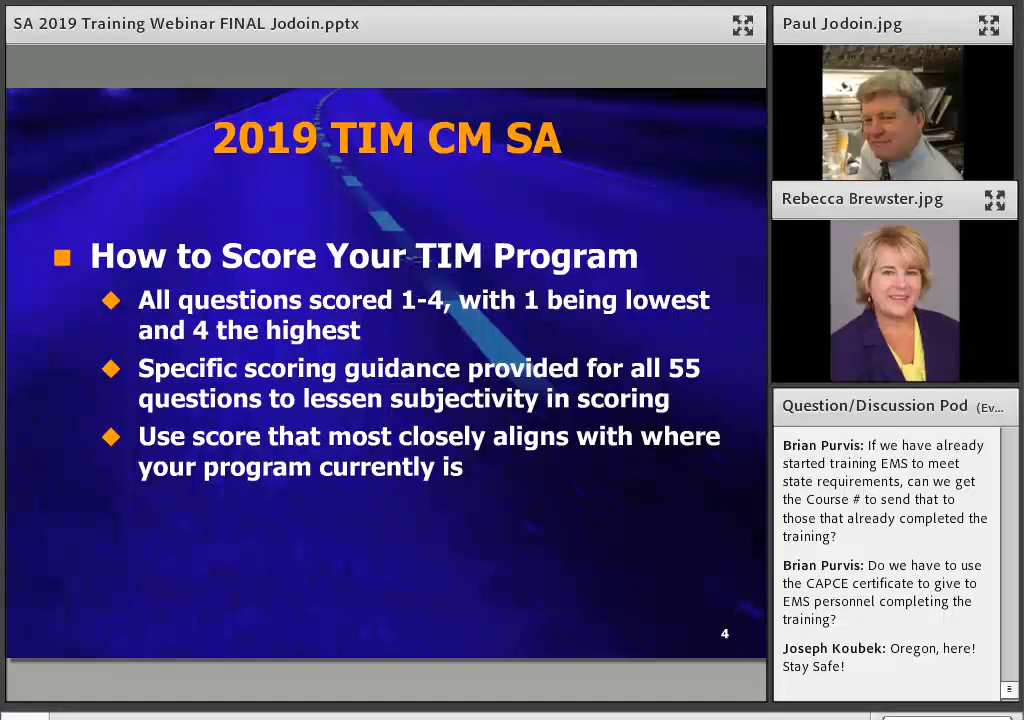 SA 2019 Training Webinar FINAL Jodoin.pptx
2019 TIM CM SA
How to Score Your TIM Program
All questions scored 1-4, with 1 being lowest
and 4 the highest
Specific scoring guidance provided for all 55
questions to lessen subjectivity in scoring
Use score that most closely aligns with where
your program currently is
4
Paul Jodoin.jpg
Rebecca Brewster.jpg
Question/Discussion Pod (Ev...
Brian Purvis: If we have already
started training EMS to meet
state requirements, can we get
the Course # to send that to
those that already completed the
training?
Brian Purvis: Do we have to use
the CAPCE certificate to give to
EMS personnel completing the
training?
Joseph Koubek: Oregon, here!
Stay Safe!